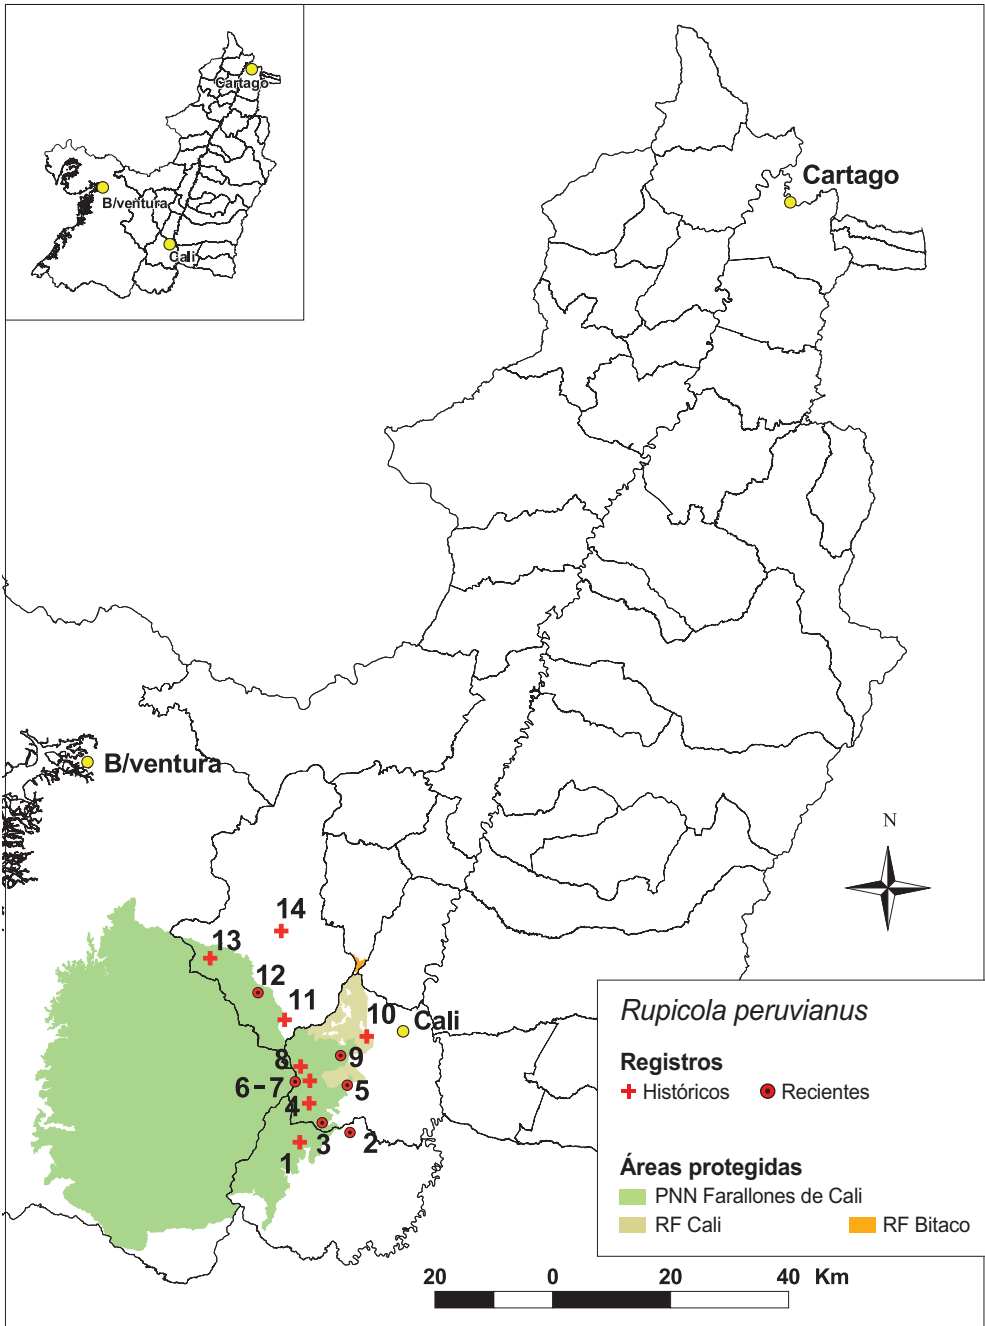 Cartago
B/ventura
Cali
Cartago
B/ventura
N
14
13
12
11
10
Cali
8
9
6-7
5
4
3
2
1
Rupicola peruvianus
Registros
Históricos
Recientes
Áreas protegidas
PNN Farallones de Cali
RF Cali
RF Bitaco
20 0 20 40 Km